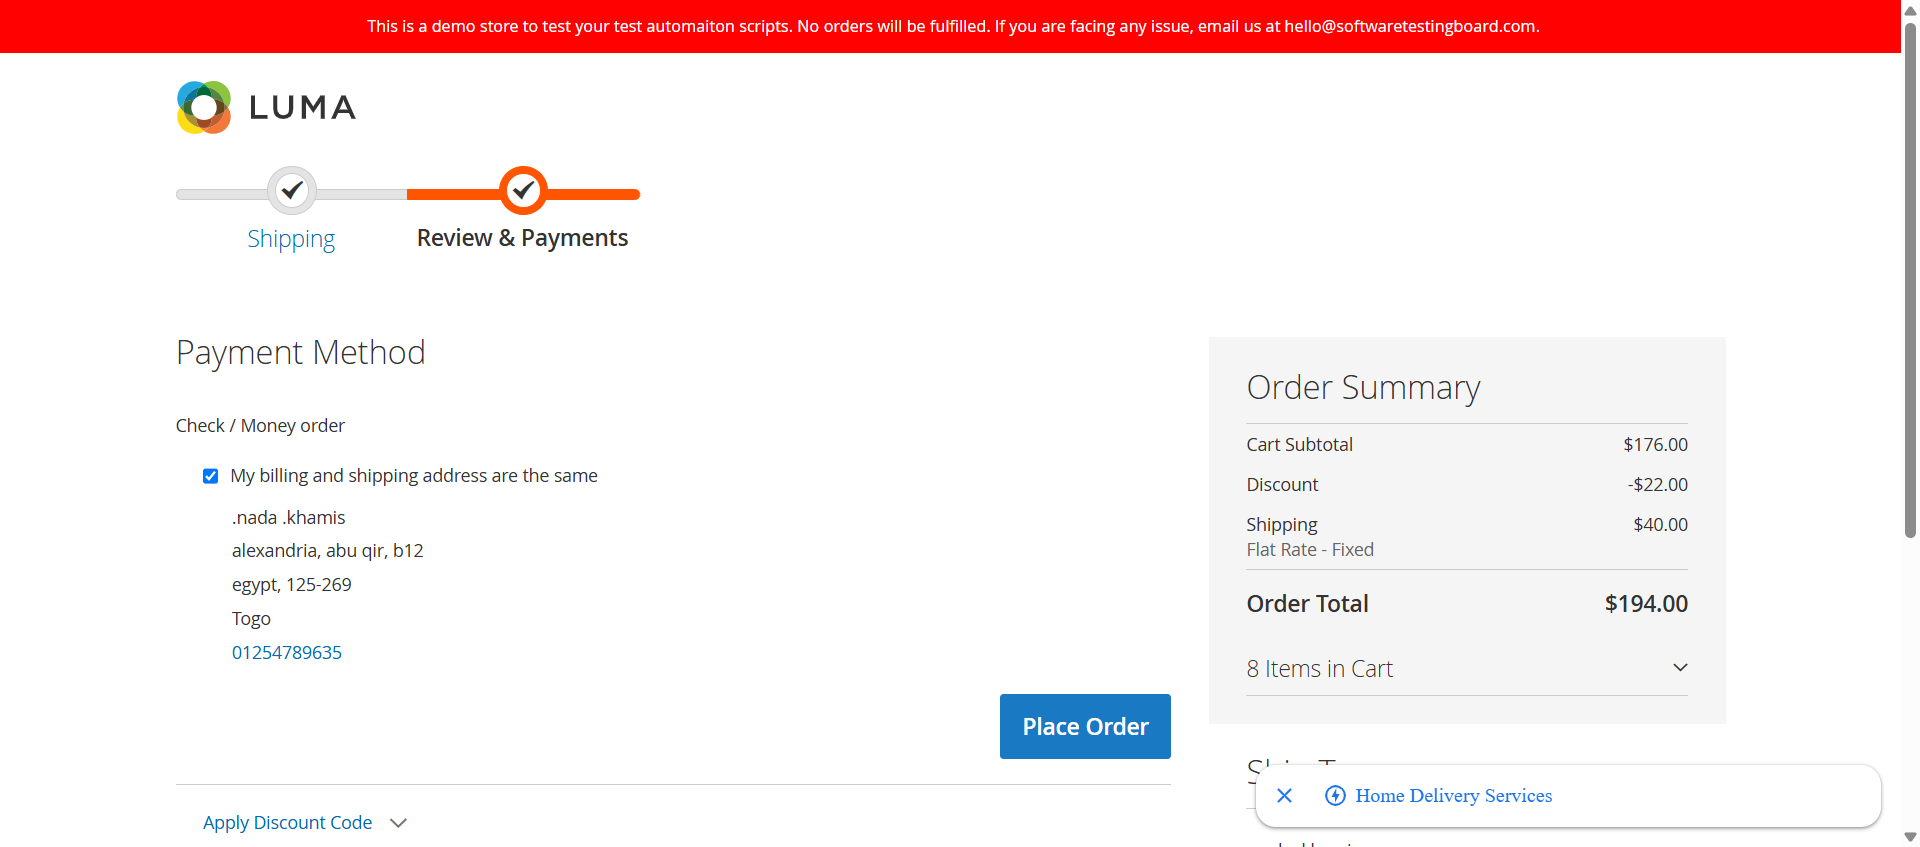 This is a demo store to test your test automaiton scripts. No orders will be fulfilled. If you are facing any issue, email us at hello@softwaretestingboard.com.
LUMA
Shipping
Review & Payments
Payment Method
Check / Money order
My billing and shipping address are the same
.nada .khamis
alexandria, abu qir, b12
egypt, 125-269
Togo
01254789635
Place Order
Apply Discount Code
Order Summary
Cart Subtotal $176.00
Discount -$22.00
Shipping $40.00
Flat Rate - Fixed
Order Total $194.00
8 Items in Cart
Home Delivery Services